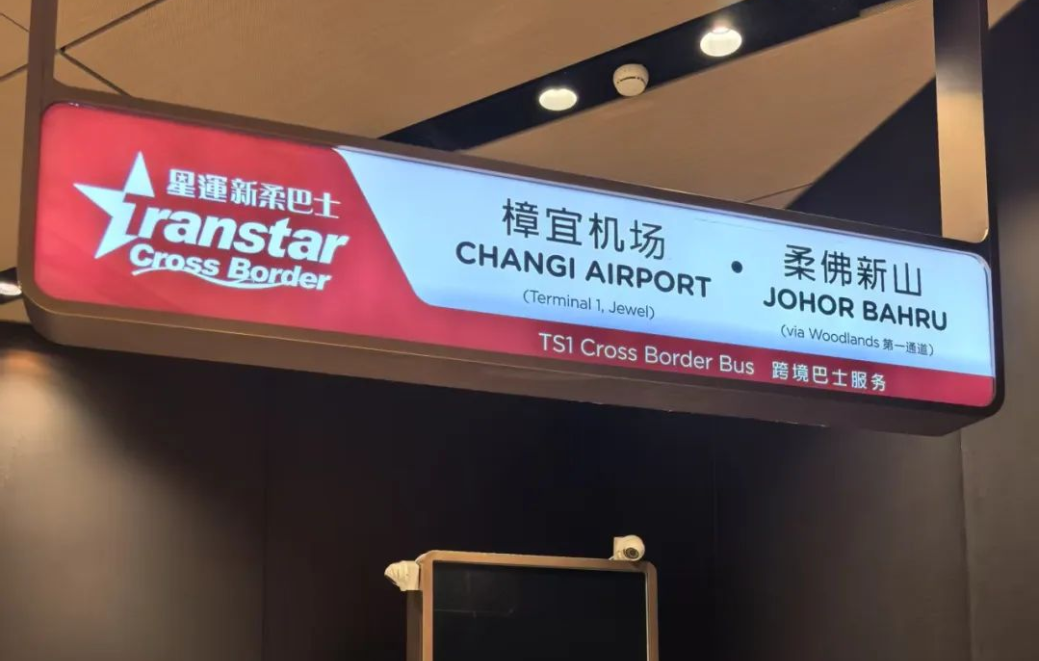 星運新柔巴士
Transtar
Cross Border
樟宜机场
CHANGI AIRPORT
(Terminal 1, Jewel)
•
柔佛新山
JOHOR BAHRU
(via Woodlands 第一通道)
TS1 Cross Border Bus 跨境巴士服务